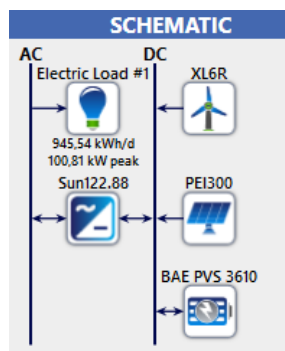 SCHEMATIC
AC DC
Electric Load #1 XL6R
945,54 kWh/d
100,81 kW peak
Sun122.88 PEI300
BAE PVS 3610